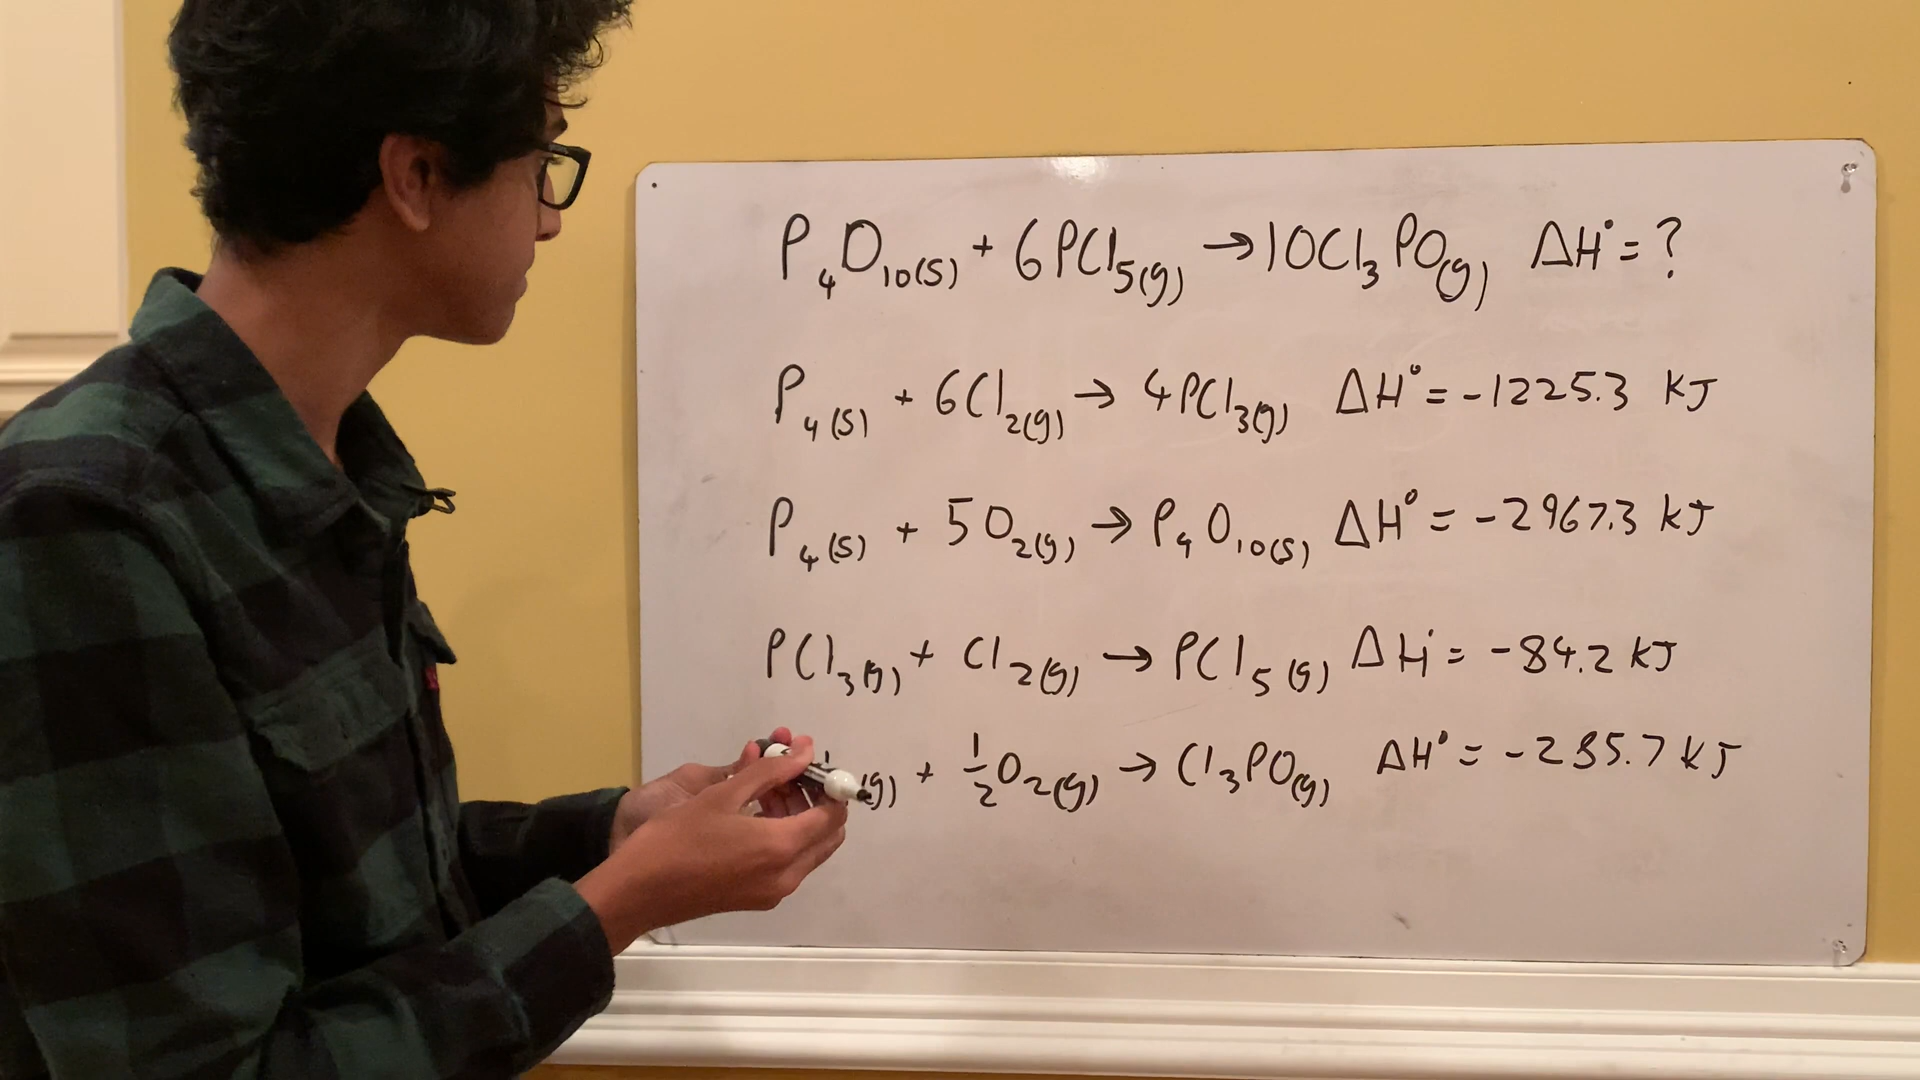 P₄O₁₀(s) + 6PCl₅(g) → 10Cl₃PO(g) ΔH° = ?
P₄(s) + 6Cl₂(g) → 4PCl₃(g) ΔH° = -1225.3 kJ
P₄(s) + 5O₂(g) → P₄O₁₀(s) ΔH° = -2967.3 kJ
PCl₃(g) + Cl₂(g) → PCl₅(g) ΔH° = -84.2 kJ
(g) + ½O₂(g) → Cl₃PO(g) ΔH° = -285.7 kJ